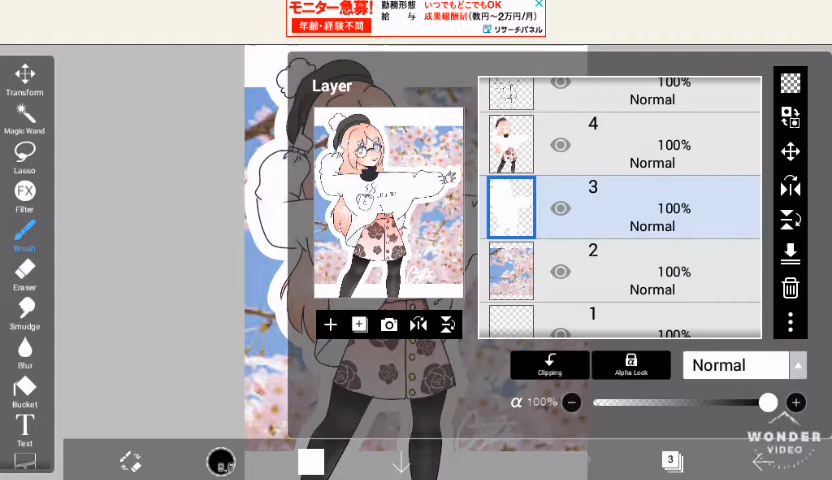 モニター急募!
年齢・経験不問
勤務形態 いつでもどこでもOK
給 与 成果報酬制(数円~2万円/月)
リサーチパネル
Transform
Magic Wand
Lasso
FX
Filter
Brush
Eraser
Smudge
Blur
Bucket
T
Text
Layer
100%
Normal
4
100%
Normal
3
100%
Normal
2
100%
Normal
1
100%
Clipping
Alpha Lock
Normal
α 100%
3
WONDER
VIDEO